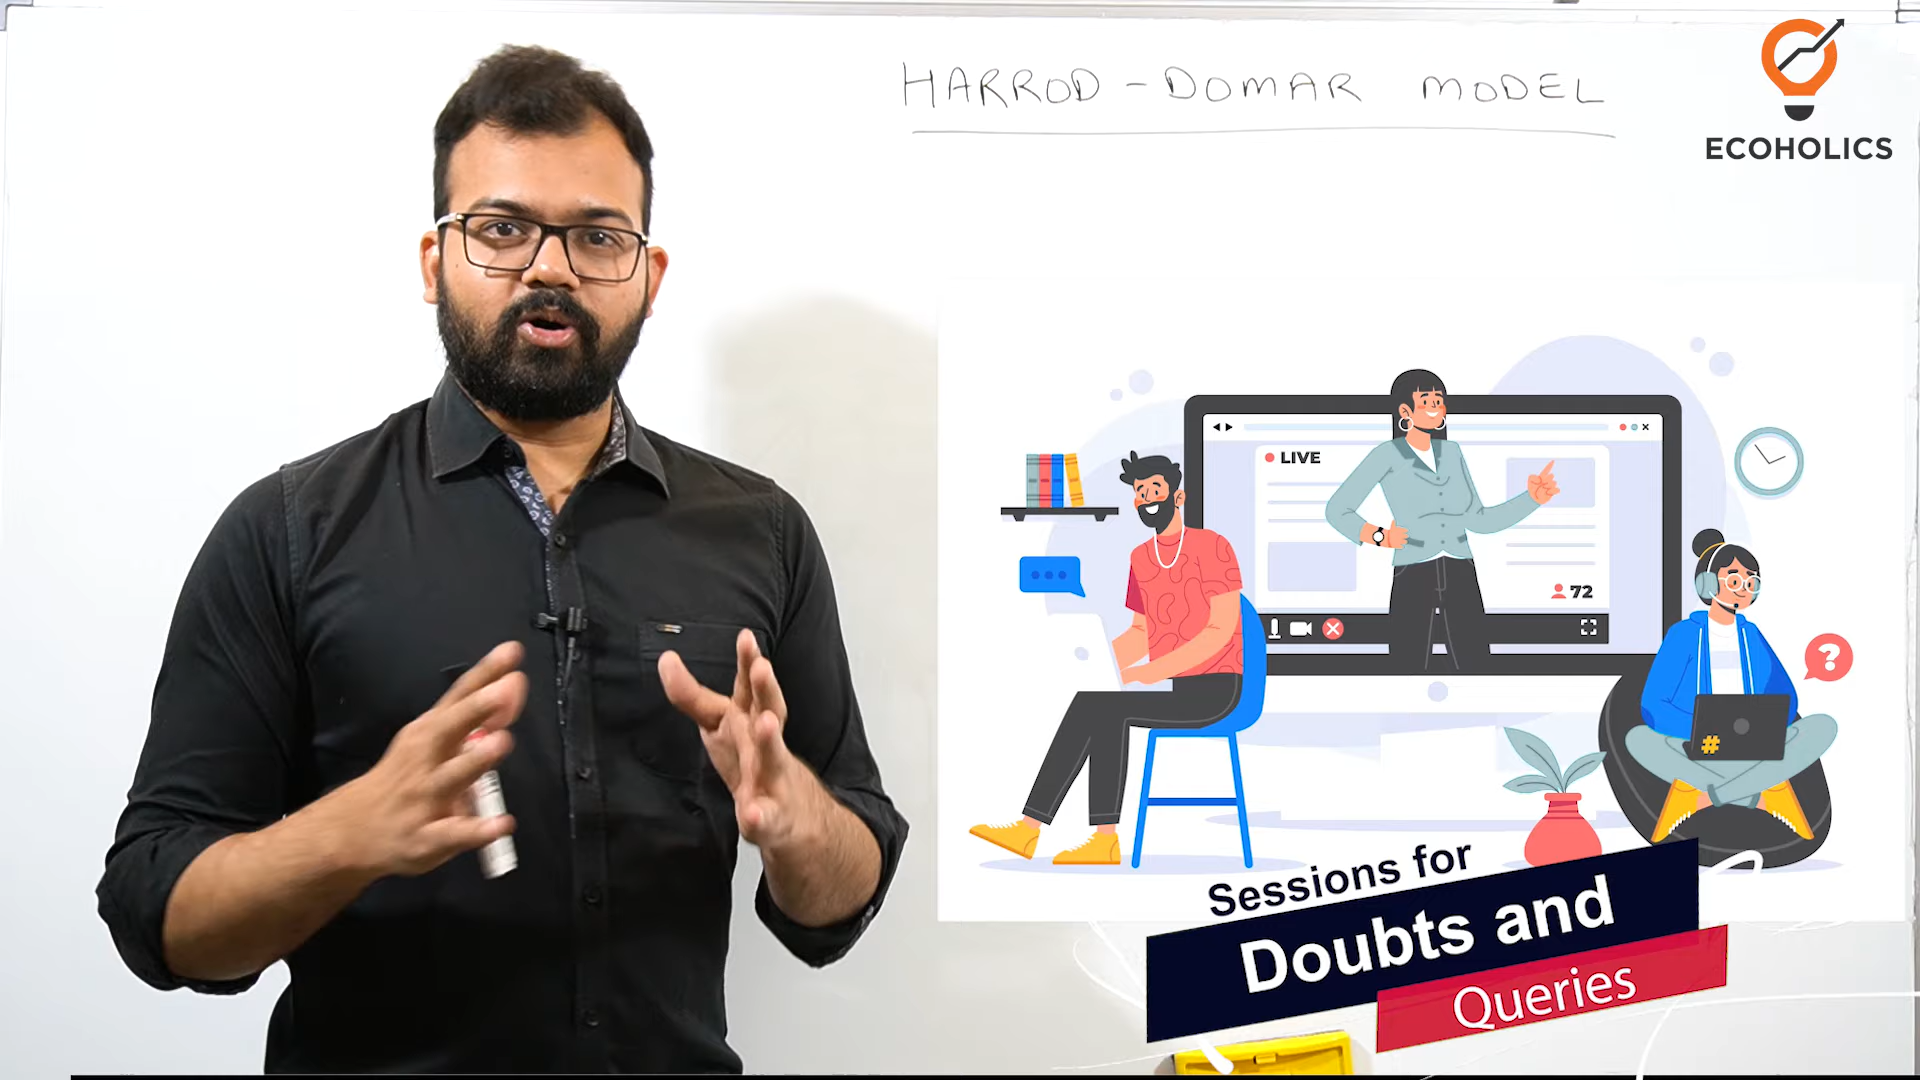 HARROD - DOMAR MODEL
ECOHOLICS
LIVE
72
?
#
Sessions for
Doubts and
Queries